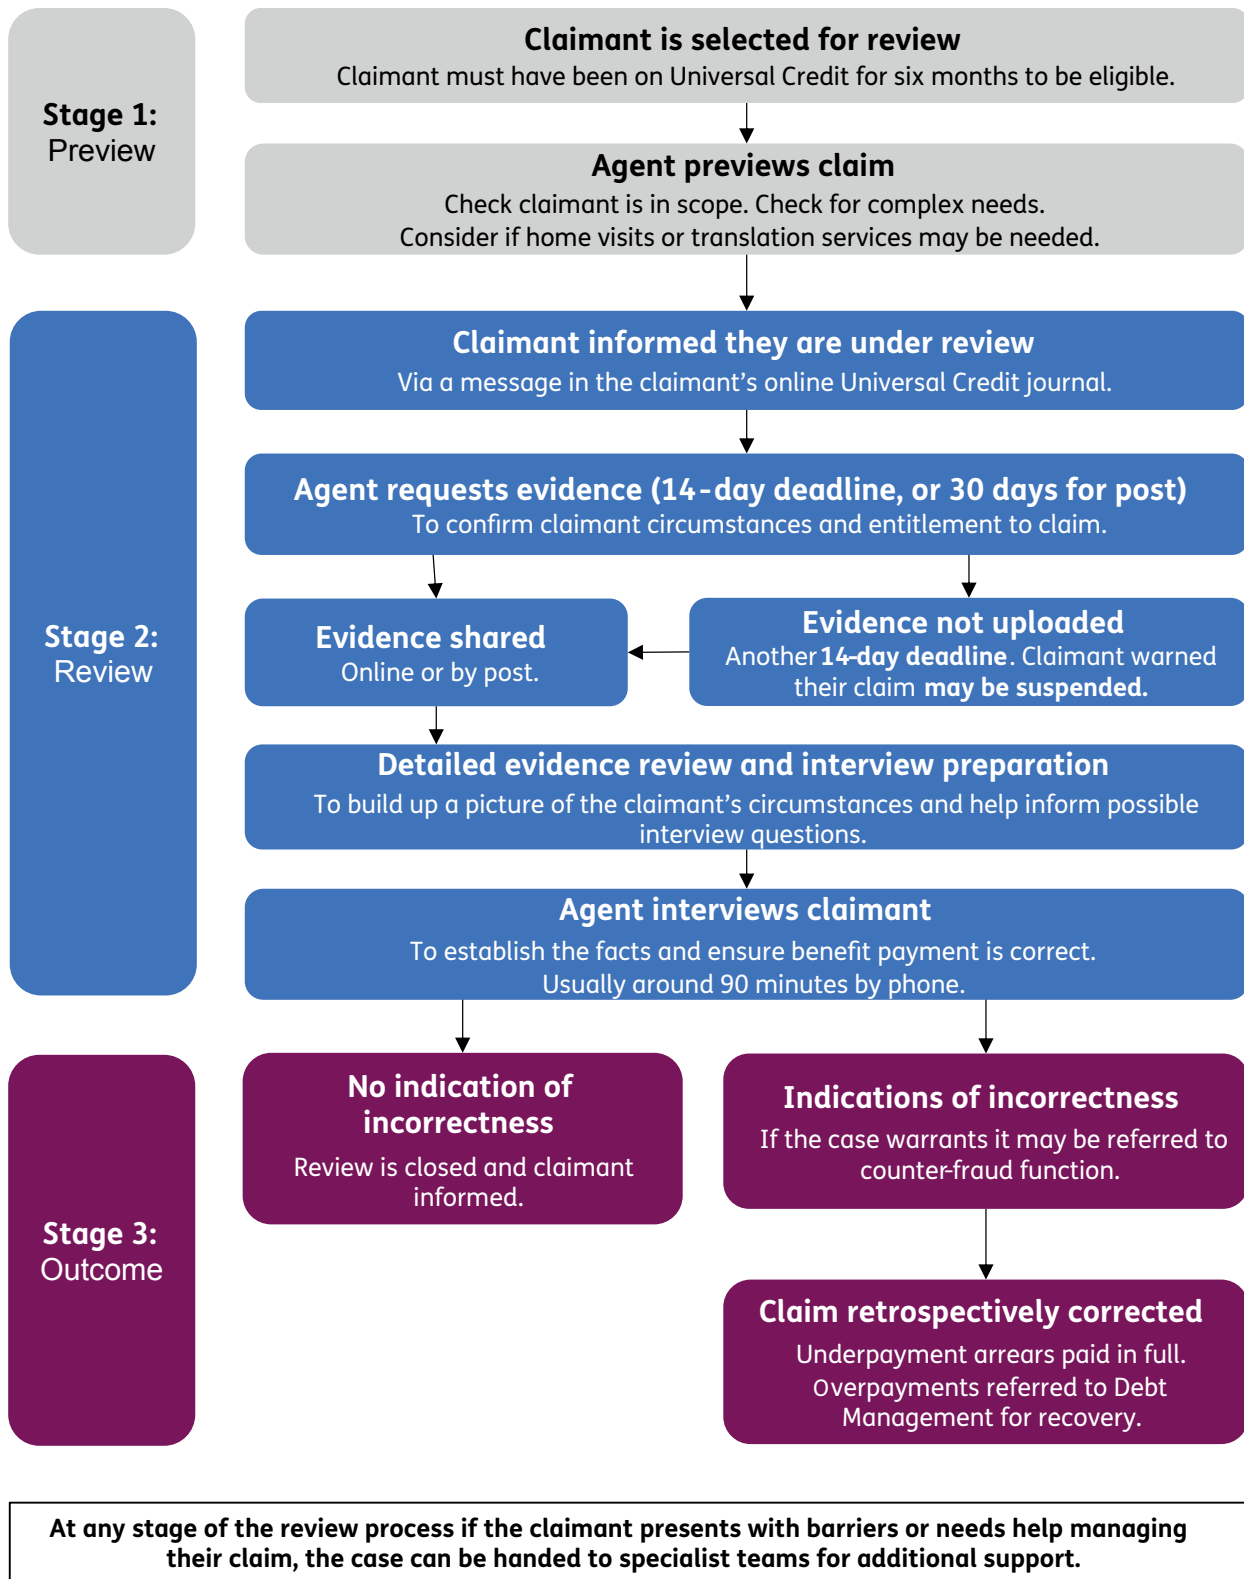 Stage 1:
Preview
Claimant is selected for review
Claimant must have been on Universal Credit for six months to be eligible.
Agent previews claim
Check claimant is in scope. Check for complex needs.
Consider if home visits or translation services may be needed.
Stage 2:
Review
Claimant informed they are under review
Via a message in the claimant’s online Universal Credit journal.
Agent requests evidence (14-day deadline, or 30 days for post)
To confirm claimant circumstances and entitlement to claim.
Evidence shared
Online or by post.
Evidence not uploaded
Another 14-day deadline. Claimant warned
their claim may be suspended.
Detailed evidence review and interview preparation
To build up a picture of the claimant’s circumstances and help inform possible
interview questions.
Agent interviews claimant
To establish the facts and ensure benefit payment is correct.
Usually around 90 minutes by phone.
Stage 3:
Outcome
No indication of
incorrectness
Review is closed and claimant
informed.
Indications of incorrectness
If the case warrants it may be referred to
counter-fraud function.
Claim retrospectively corrected
Underpayment arrears paid in full.
Overpayments referred to Debt
Management for recovery.
At any stage of the review process if the claimant presents with barriers or needs help managing
their claim, the case can be handed to specialist teams for additional support.